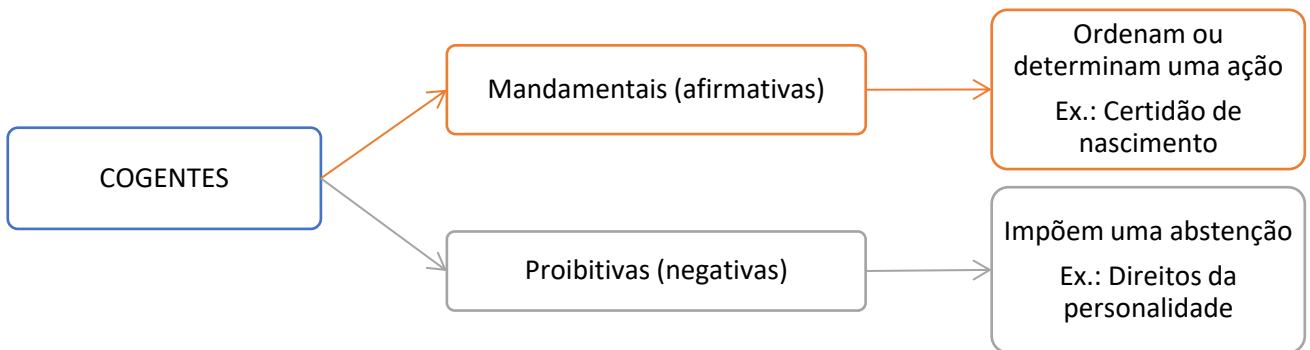 COGENTES
Mandamentais (afirmativas)
Ordenam ou
determinam uma ação
Ex.: Certidão de
nascimento
Proibitivas (negativas)
Impõem uma abstenção
Ex.: Direitos da
personalidade